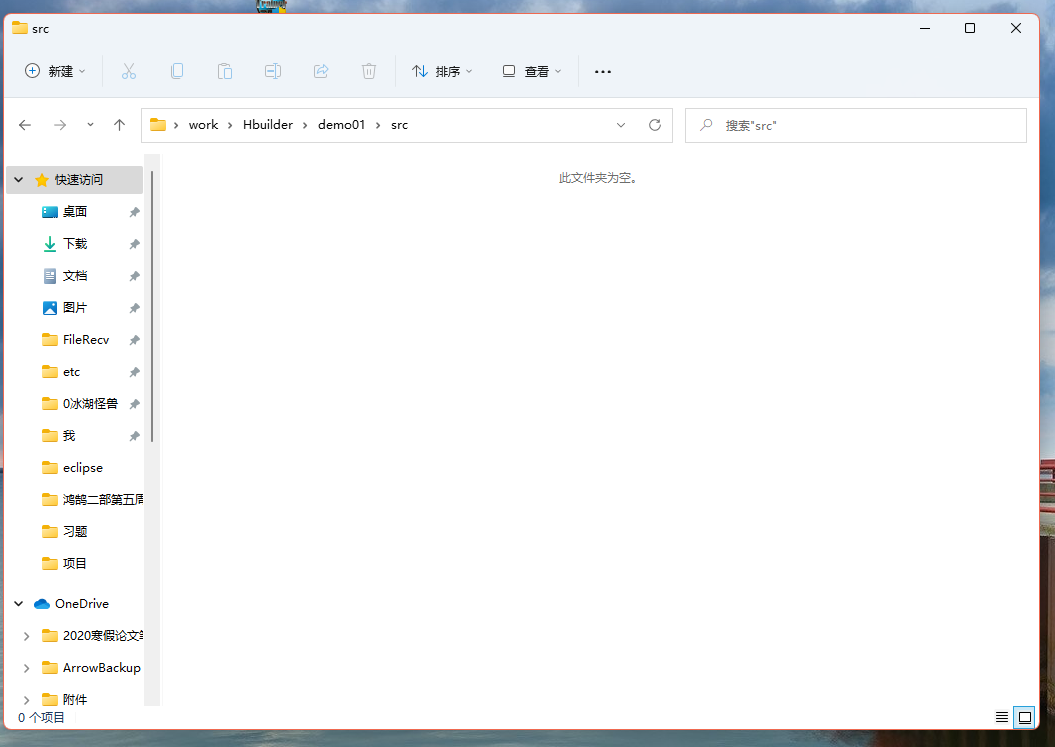 src
新建
排序
查看
work
Hbuilder
demo01
src
搜索"src"
快速访问
桌面
下载
文档
图片
FileRecv
etc
0冰湖怪兽
我
eclipse
鸿鹄二部第五周
习题
项目
OneDrive
2020寒假论文
ArrowBackup
附件
此文件夹为空。
0 个项目